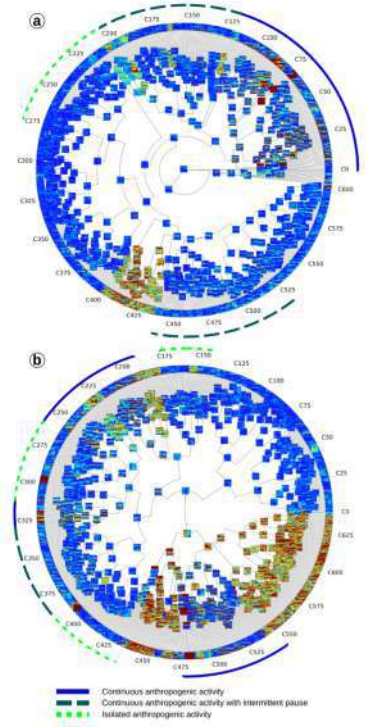 a
C150
C175
C125
C200
C100
C225
C75
C250
C50
C275
C25
C300
C0
C600
C325
C575
C350
C550
C375
C525
C400
C500
C425
C475
C450
b
C175
C150
C200
C125
C225
C100
C250
C75
C275
C50
C300
C25
C325
C0
C625
C350
C600
C375
C575
C400
C550
C425
C525
C450
C500
C475
Continuous anthropogenic activity
Continuous anthropogenic activity with intermittent pause
Isolated anthropogenic activity